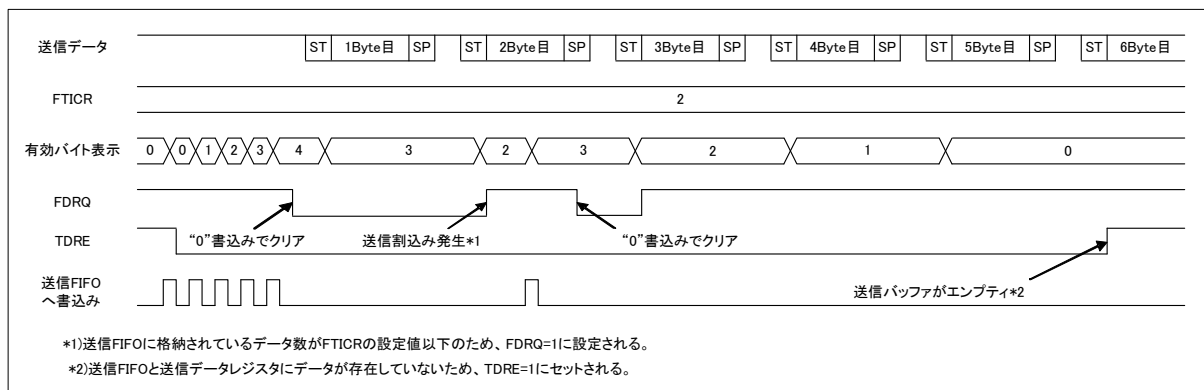 送信データ ST 1Byte目 SP ST 2Byte目 SP ST 3Byte目 SP ST 4Byte目 SP ST 5Byte目 SP ST 6Byte目
FTICR 2
有効バイト表示 0 0 1 2 3 4 3 2 3 2 1 0
FDRQ
“0”書込みでクリア 送信割込み発生*1 “0”書込みでクリア
TDRE
送信FIFO
へ書込み
送信バッファがエンプティ*2
*1)送信FIFOに格納されているデータ数がFTICRの設定値以下のため、FDRQ=1に設定される。
*2)送信FIFOと送信データレジスタにデータが存在していないため、TDRE=1にセットされる。